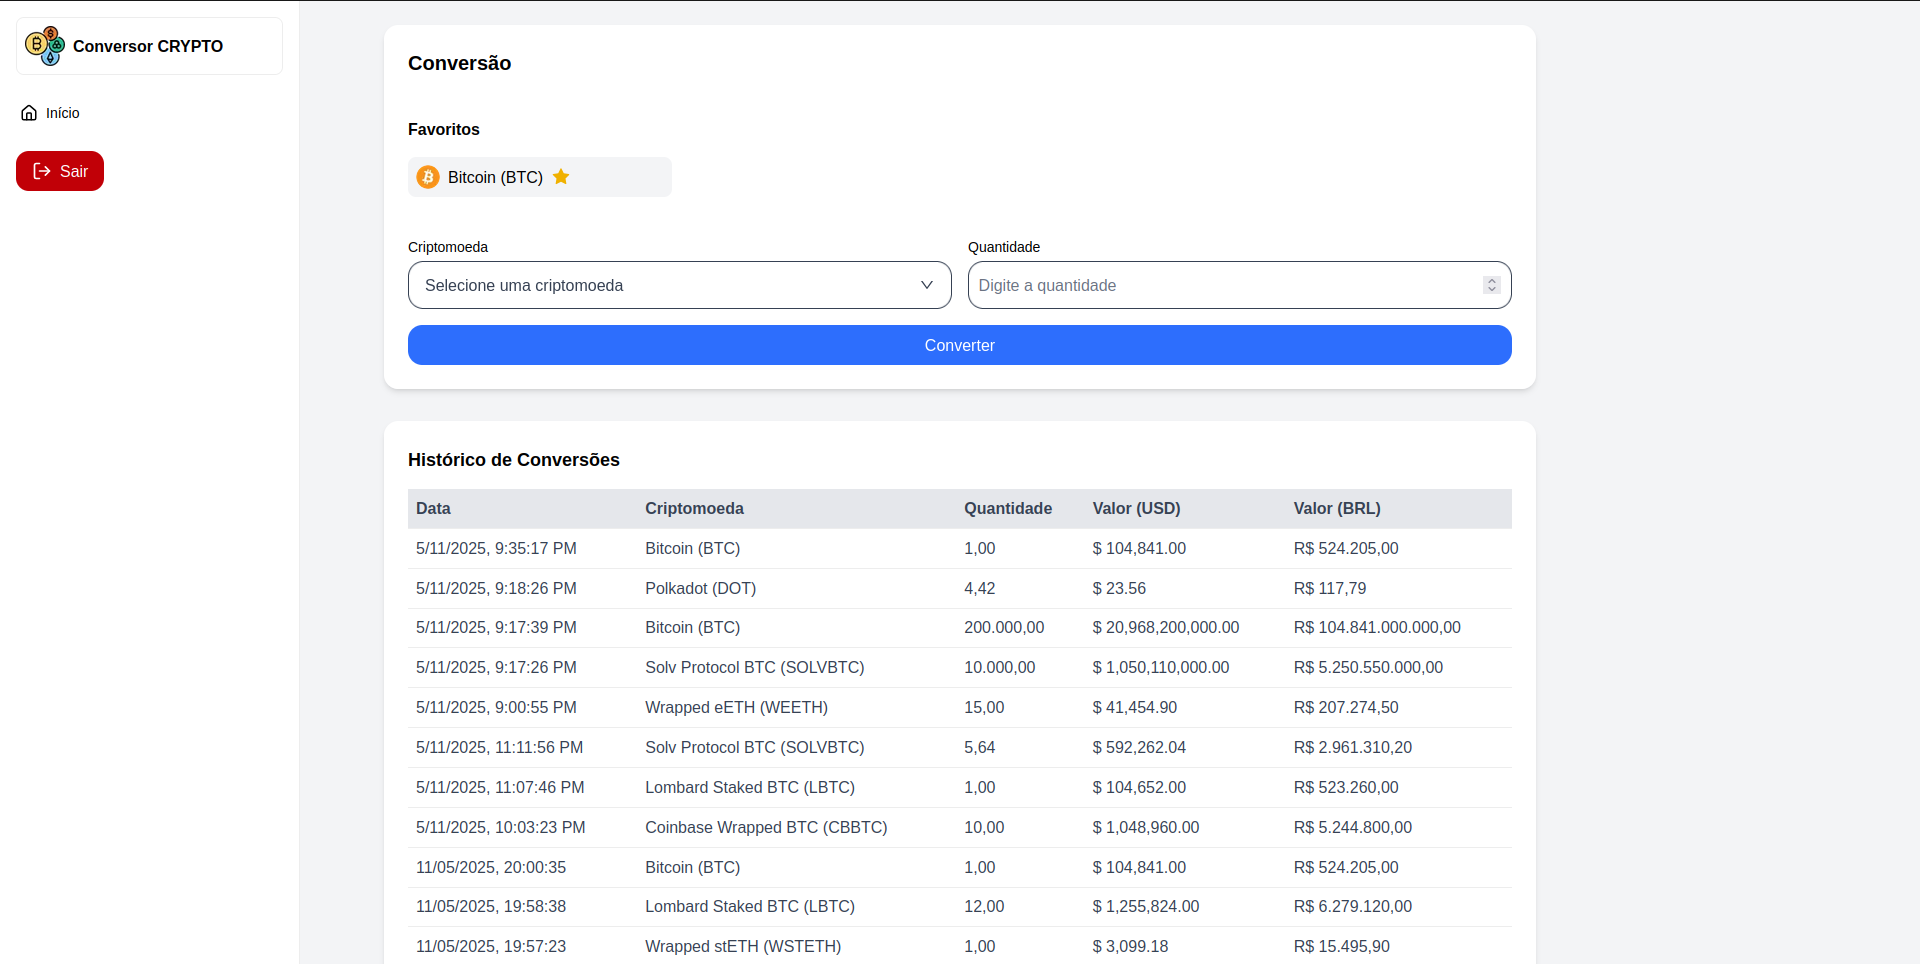 Conversor CRYPTO
Início
Sair
Conversão
Favoritos
Bitcoin (BTC)
Criptomoeda Quantidade
Selecione uma criptomoeda Digite a quantidade
Converter
Histórico de Conversões
Data Criptomoeda Quantidade Valor (USD) Valor (BRL)
5/11/2025, 9:35:17 PM Bitcoin (BTC) 1,00 $ 104,841.00 R$ 524.205,00
5/11/2025, 9:18:26 PM Polkadot (DOT) 4,42 $ 23.56 R$ 117,79
5/11/2025, 9:17:39 PM Bitcoin (BTC) 200.000,00 $ 20,968,200,000.00 R$ 104.841.000.000,00
5/11/2025, 9:17:26 PM Solv Protocol BTC (SOLVBTC) 10.000,00 $ 1,050,110,000.00 R$ 5.250.550.000,00
5/11/2025, 9:00:55 PM Wrapped eETH (WEETH) 15,00 $ 41,454.90 R$ 207.274,50
5/11/2025, 11:11:56 PM Solv Protocol BTC (SOLVBTC) 5,64 $ 592,262.04 R$ 2.961.310,20
5/11/2025, 11:07:46 PM Lombard Staked BTC (LBTC) 1,00 $ 104,652.00 R$ 523.260,00
5/11/2025, 10:03:23 PM Coinbase Wrapped BTC (CBBTC) 10,00 $ 1,048,960.00 R$ 5.244.800,00
11/05/2025, 20:00:35 Bitcoin (BTC) 1,00 $ 104,841.00 R$ 524.205,00
11/05/2025, 19:58:38 Lombard Staked BTC (LBTC) 12,00 $ 1,255,824.00 R$ 6.279.120,00
11/05/2025, 19:57:23 Wrapped stETH (WSTETH) 1,00 $ 3,099.18 R$ 15.495,90